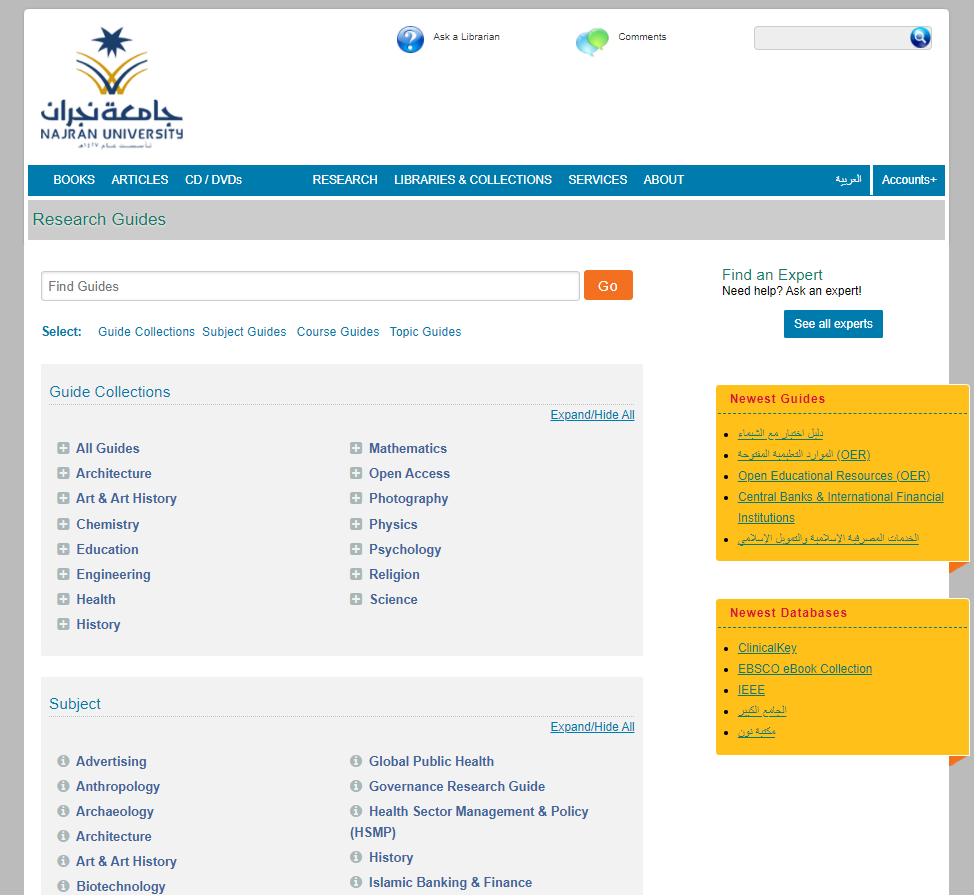 Ask a Librarian
Comments
جامعة نجران
NAJRAN UNIVERSITY
BOOKS ARTICLES CD / DVDs RESEARCH LIBRARIES & COLLECTIONS SERVICES ABOUT العربية Accounts+
Research Guides
Find Guides
Go
Select: Guide Collections Subject Guides Course Guides Topic Guides
Guide Collections
Expand/Hide All
All Guides
Architecture
Art & Art History
Chemistry
Education
Engineering
Health
History
Mathematics
Open Access
Photography
Physics
Psychology
Religion
Science
Subject
Expand/Hide All
Advertising
Anthropology
Archaeology
Architecture
Art & Art History
Biotechnology
Global Public Health
Governance Research Guide
Health Sector Management & Policy
(HSMP)
History
Islamic Banking & Finance
Find an Expert
Need help? Ask an expert!
See all experts
Newest Guides
دليل اختبار مع الشيماء
الموارد التعليمية المفتوحة (OER)
Open Educational Resources (OER)
Central Banks & International Financial
Institutions
الخدمات المصرفية الإسلامية والتمويل الإسلامي
Newest Databases
ClinicalKey
EBSCO eBook Collection
IEEE
الجامع الكبير
مكتبة نون